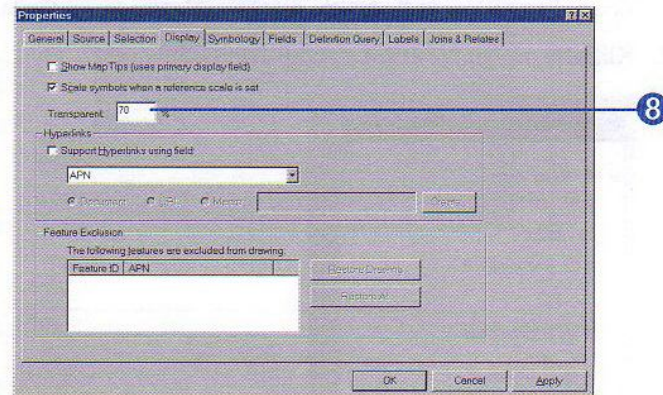 Properties
General Source Selection Display Symbology Fields Definition Query Labels Joins & Relates
Show MapTips (uses primary display field)
Scale symbols when a reference scale is set
Transparent: 70 %
8
Hyperlinks
Support Hyperlinks using field:
APN
Document URL Macro Create
Feature Exclusion
The following features are excluded from drawing:
Feature ID APN
Restore Drawing
Restore All
OK Cancel Apply